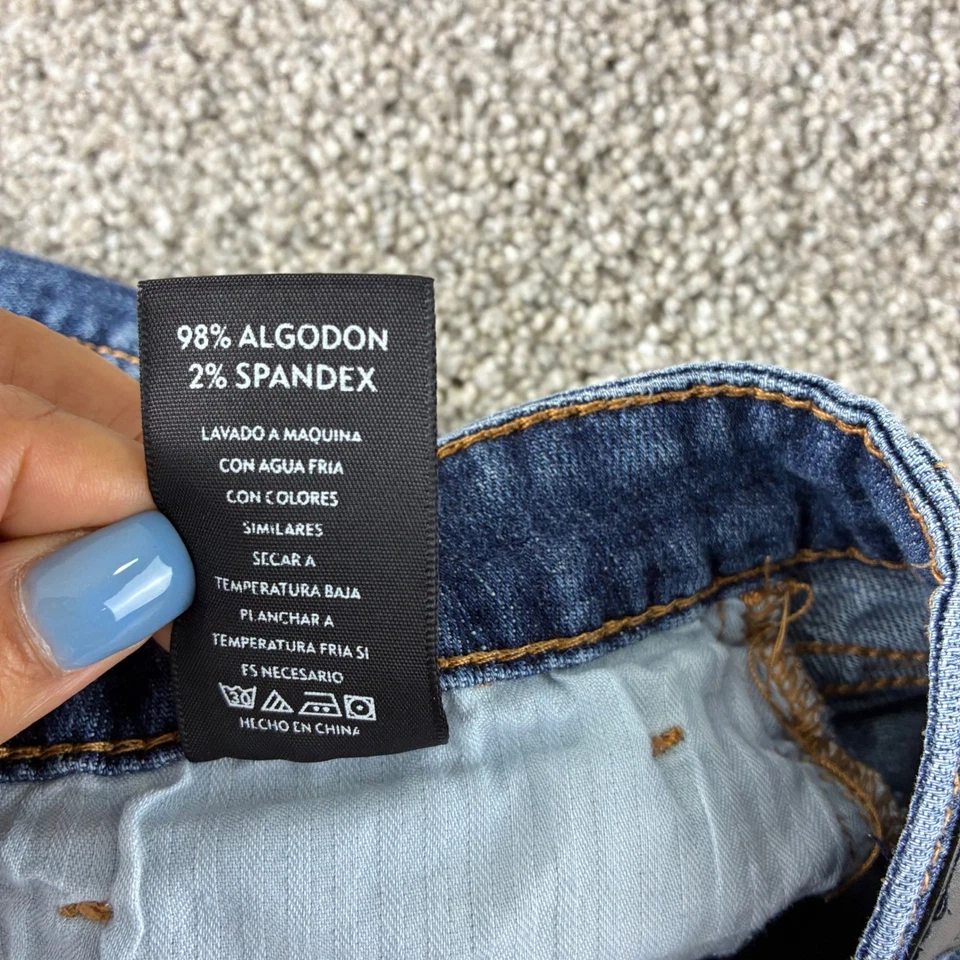 98% ALGODON
2% SPANDEX
LAVADO A MAQUINA
CON AGUA FRIA
CON COLORES
SIMILARES
SECAR A
TEMPERATURA BAJA
PLANCHAR A
TEMPERATURA FRIA SI
ES NECESARIO
30
HECHO EN CHINA